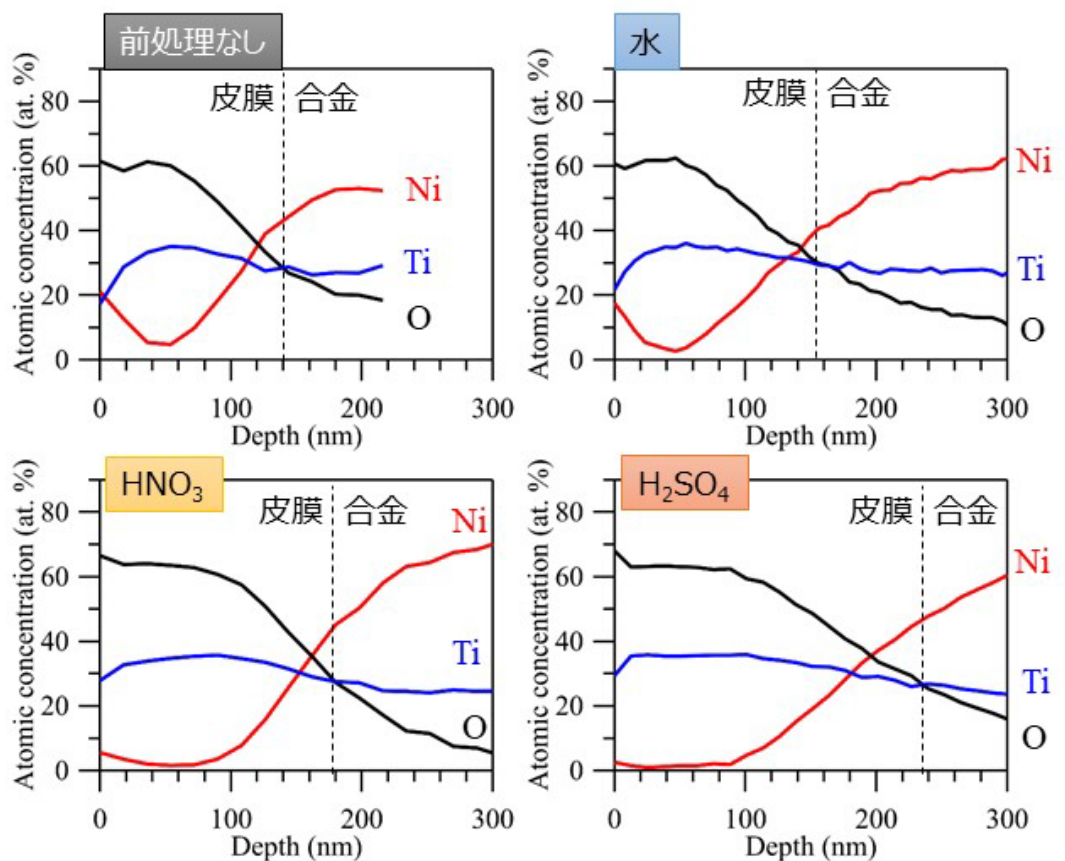 前処理なし
Atomic concentration (at. %)
80
60
40
20
0
皮膜
合金
Ni
Ti
O
0
100
200
300
Depth (nm)
水
Atomic concentration (at. %)
80
60
40
20
0
皮膜
合金
Ni
Ti
O
0
100
200
300
Depth (nm)
HNO₃
Atomic concentration (at. %)
80
60
40
20
0
皮膜
合金
Ni
Ti
O
0
100
200
300
Depth (nm)
H₂SO₄
Atomic concentration (at. %)
80
60
40
20
0
皮膜
合金
Ni
Ti
O
0
100
200
300
Depth (nm)